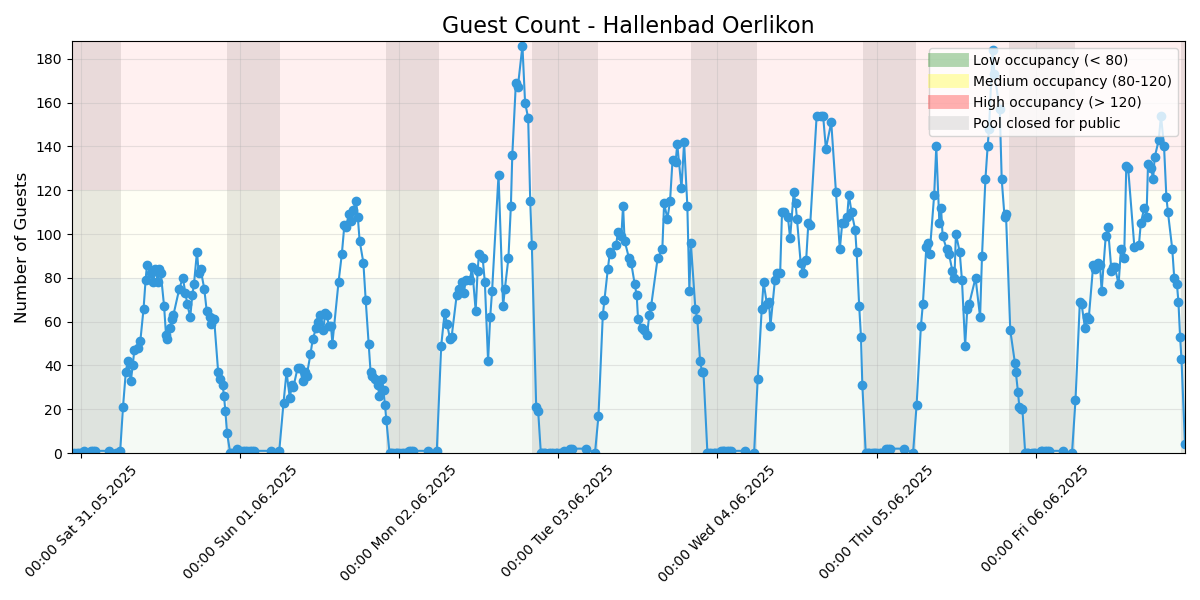 Guest Count - Hallenbad Oerlikon
Number of Guests
180
160
140
120
100
80
60
40
20
0
Low occupancy (< 80)
Medium occupancy (80-120)
High occupancy (> 120)
Pool closed for public
00:00 Sat 31.05.2025
00:00 Sun 01.06.2025
00:00 Mon 02.06.2025
00:00 Tue 03.06.2025
00:00 Wed 04.06.2025
00:00 Thu 05.06.2025
00:00 Fri 06.06.2025